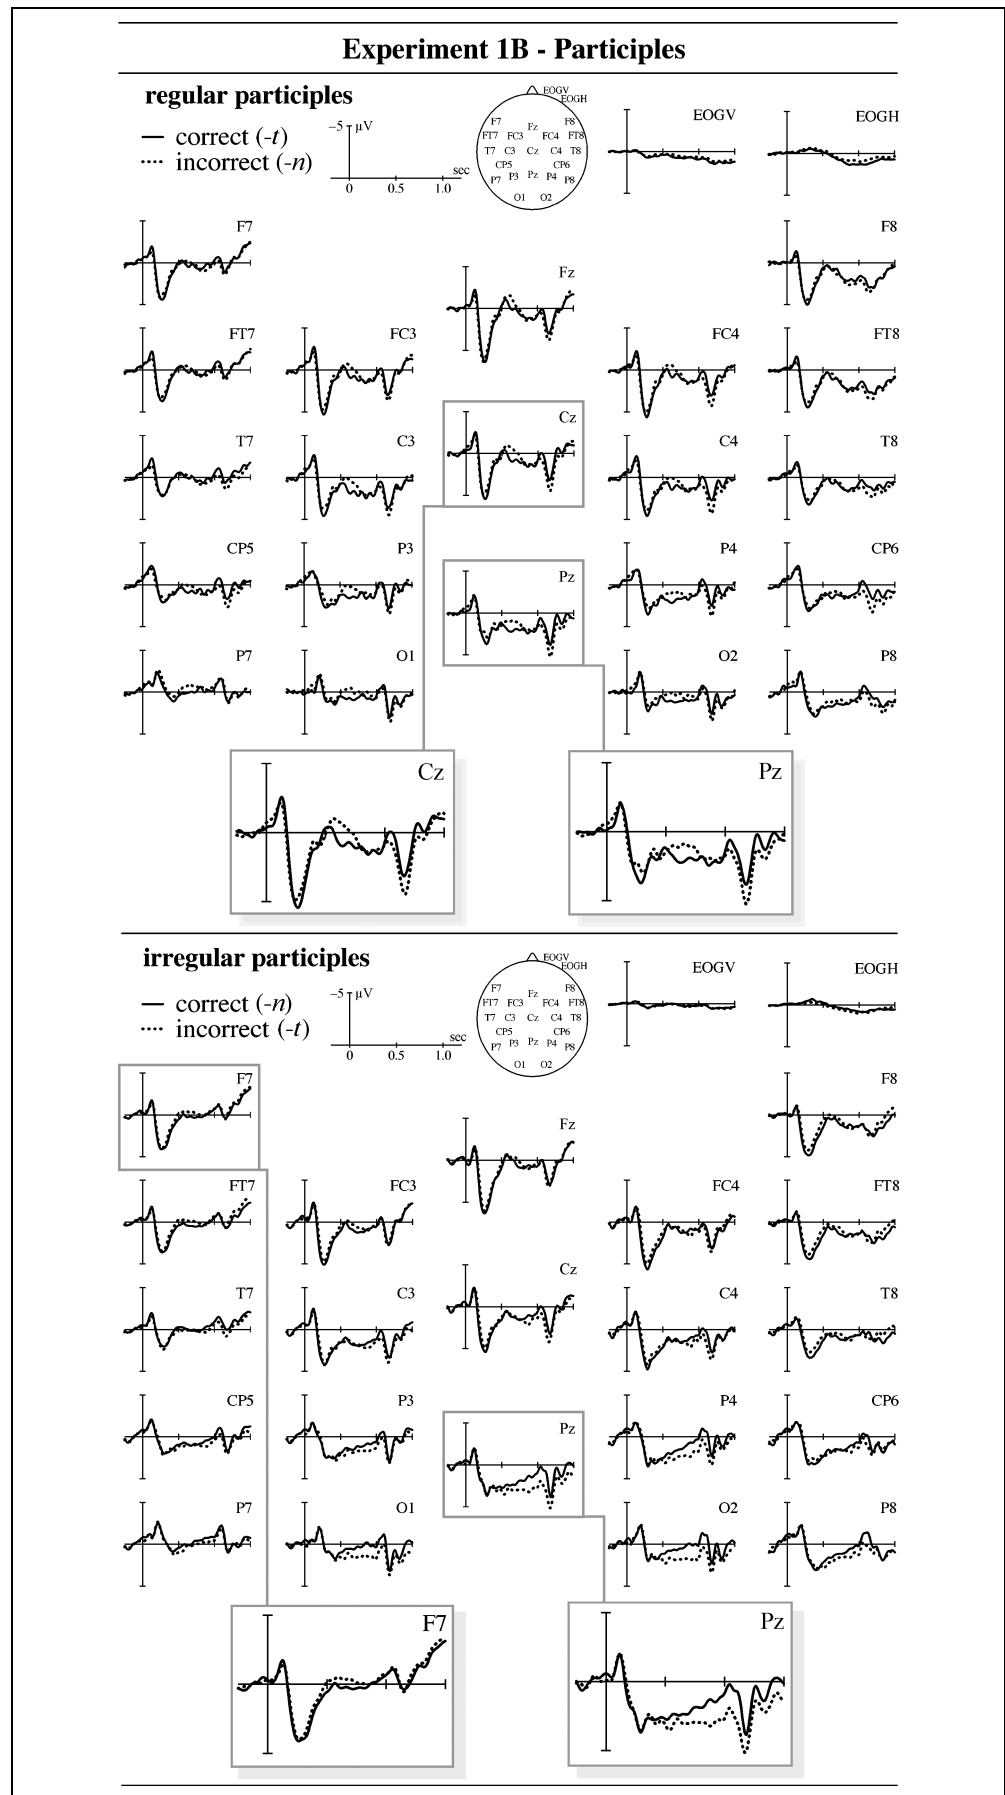 Experiment 1B - Participles
regular participles
correct (-t)
incorrect (-n)
−5 µV
sec
0 0.5 1.0
EOGV
EOGH
F7 Fz F8
FT7 FC3 FC4 FT8
T7 C3 Cz C4 T8
CP5 CP6
P7 P3 Pz P4 P8
O1 O2
EOGV EOGH
F7 Fz F8
FT7 FC3 FC4 FT8
Cz
T7 C3 C4 T8
CP5 P3 Pz P4 CP6
P7 O1 O2 P8
Cz Pz
irregular participles
correct (-n)
incorrect (-t)
−5 µV
sec
0 0.5 1.0
EOGV
EOGH
F7 Fz F8
FT7 FC3 FC4 FT8
T7 C3 Cz C4 T8
CP5 CP6
P7 P3 Pz P4 P8
O1 O2
EOGV EOGH
F7 Fz F8
FT7 FC3 FC4 FT8
Cz
T7 C3 C4 T8
CP5 P3 Pz P4 CP6
P7 O1 O2 P8
F7 Pz